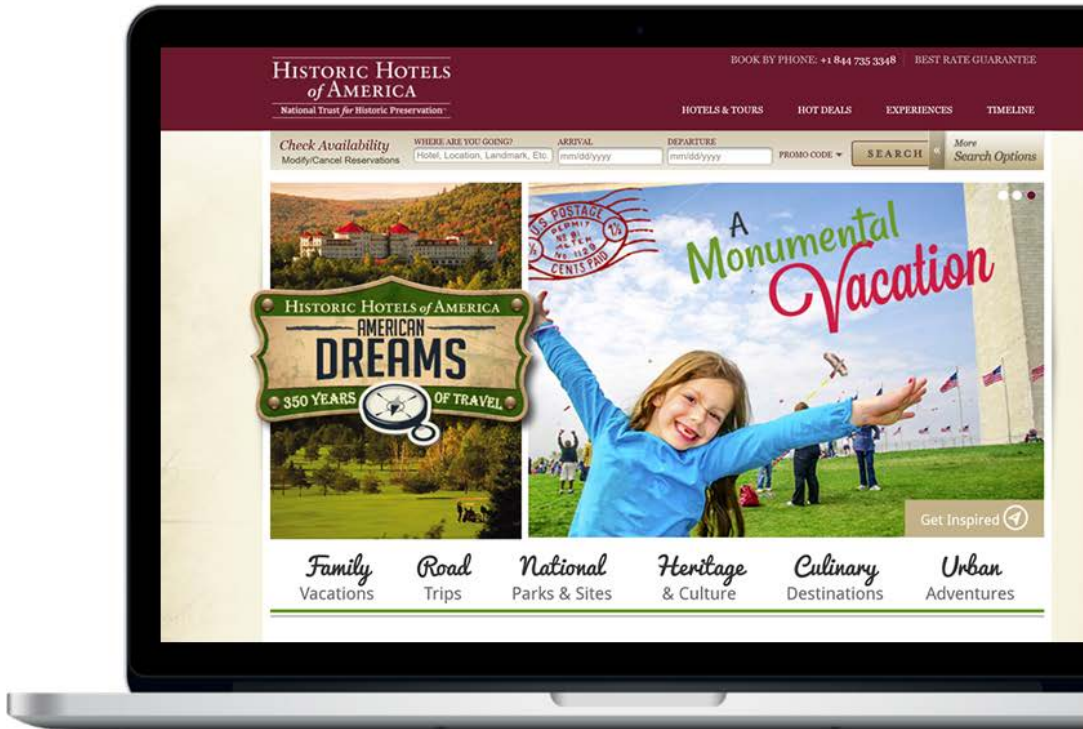 HISTORIC HOTELS
of AMERICA
National Trust for Historic Preservation
BOOK BY PHONE: +1 844 735 3348
BEST RATE GUARANTEE
HOTELS & TOURS
HOT DEALS
EXPERIENCES
TIMELINE
Check Availability
Modify/Cancel Reservations
WHERE ARE YOU GOING?
Hotel, Location, Landmark, Etc.
ARRIVAL
mm/dd/yyyy
DEPARTURE
mm/dd/yyyy
PROMO CODE
SEARCH
More
Search Options
HISTORIC HOTELS of AMERICA
AMERICAN
DREAMS
350 YEARS OF TRAVEL
U.S. POSTAGE
PERMIT
METER
CENTS PAID
A
Monumental
Vacation
Get Inspired
Family
Vacations
Road
Trips
National
Parks & Sites
Heritage
& Culture
Culinary
Destinations
Urban
Adventures